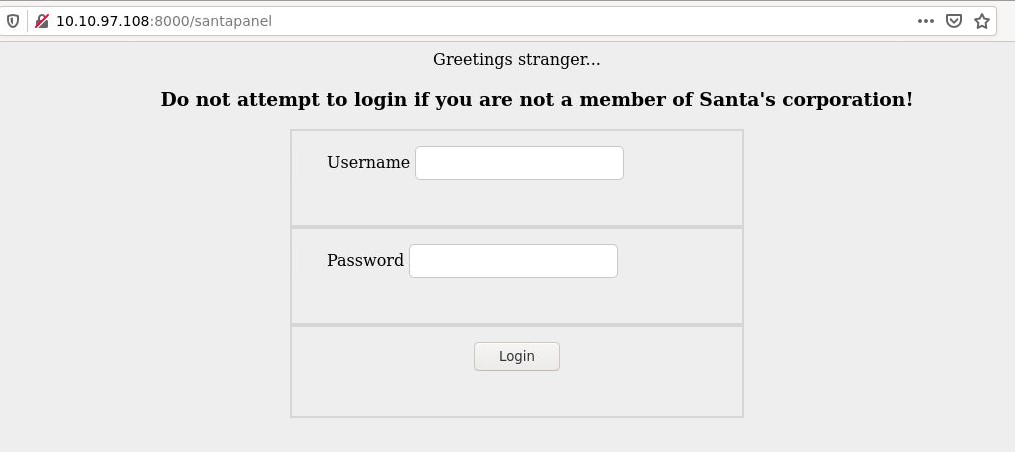 10.10.97.108:8000/santapanel
Greetings stranger...
Do not attempt to login if you are not a member of Santa's corporation!
Username
Password
Login